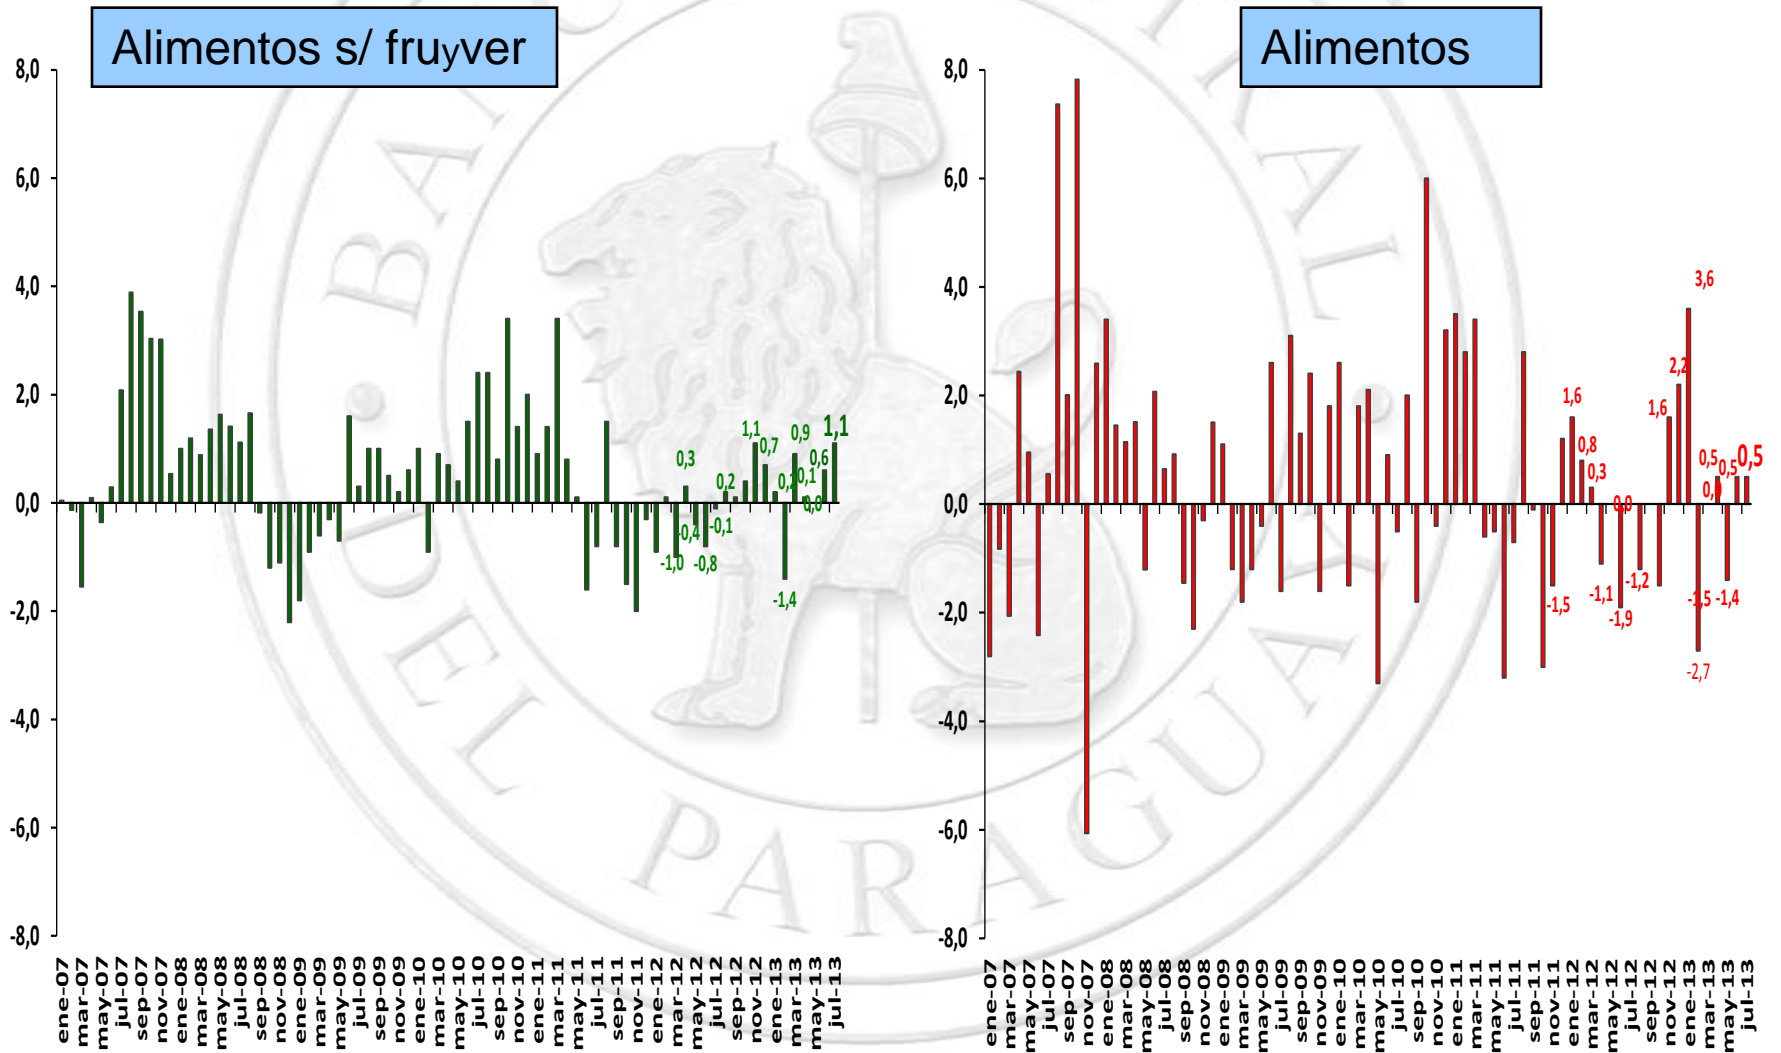 Alimentos s/ fruyver
8,0
6,0
4,0
2,0
0,0
-2,0
-4,0
-6,0
-8,0
-1,0
0,3
-0,4
-0,8
-0,1
0,2
1,1
0,7
0,2
-1,4
0,9
0,1
0,0
0,6
1,1
ene-07
mar-07
may-07
jul-07
sep-07
nov-07
ene-08
mar-08
may-08
jul-08
sep-08
nov-08
ene-09
mar-09
may-09
jul-09
sep-09
nov-09
ene-10
mar-10
may-10
jul-10
sep-10
nov-10
ene-11
mar-11
may-11
jul-11
sep-11
nov-11
ene-12
mar-12
may-12
jul-12
sep-12
nov-12
ene-13
mar-13
may-13
jul-13
Alimentos
8,0
6,0
4,0
2,0
0,0
-2,0
-4,0
-6,0
-8,0
-1,5
1,6
0,8
0,3
-1,1
-1,9
0,0
-1,2
1,6
2,2
3,6
-1,5
-2,7
0,5
0,0
0,5
-1,4
0,5
ene-07
mar-07
may-07
jul-07
sep-07
nov-07
ene-08
mar-08
may-08
jul-08
sep-08
nov-08
ene-09
mar-09
may-09
jul-09
sep-09
nov-09
ene-10
mar-10
may-10
jul-10
sep-10
nov-10
ene-11
mar-11
may-11
jul-11
sep-11
nov-11
ene-12
mar-12
may-12
jul-12
sep-12
nov-12
ene-13
mar-13
may-13
jul-13
DEL PARAGUAY